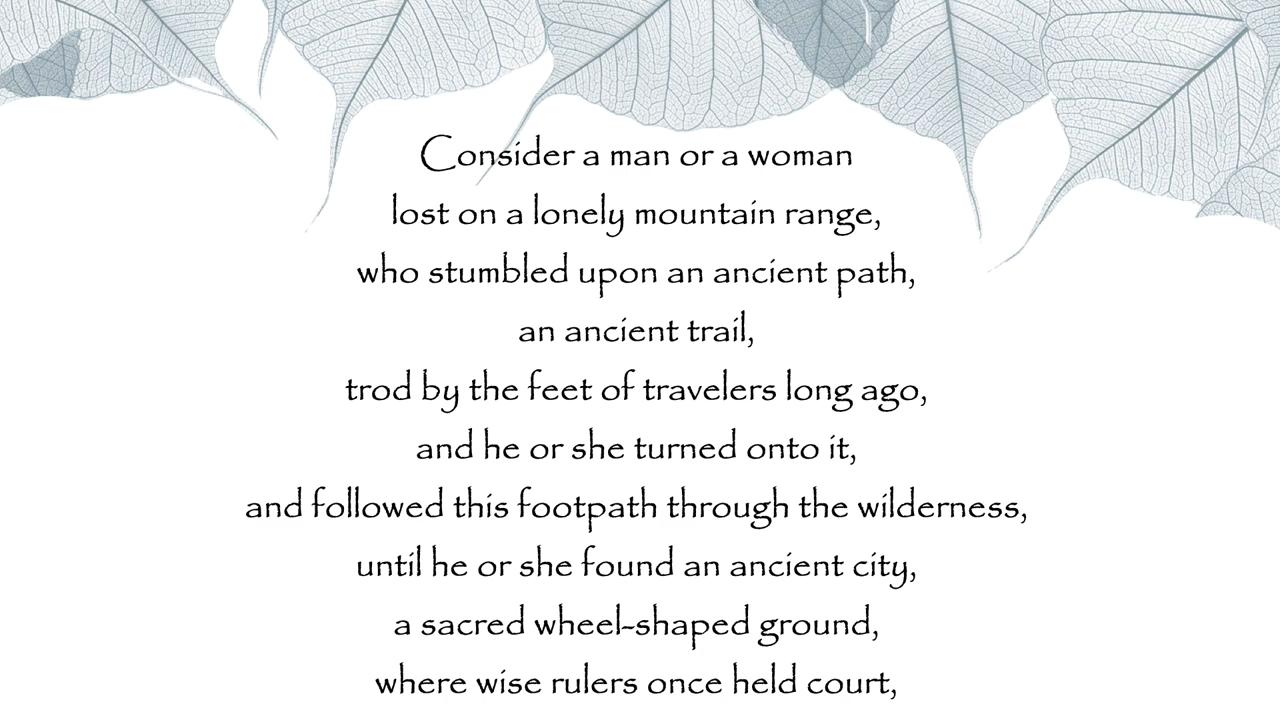 Consider a man or a woman
lost on a lonely mountain range,
who stumbled upon an ancient path,
an ancient trail,
trod by the feet of travelers long ago,
and he or she turned onto it,
and followed this footpath through the wilderness,
until he or she found an ancient city,
a sacred wheel-shaped ground,
where wise rulers once held court,